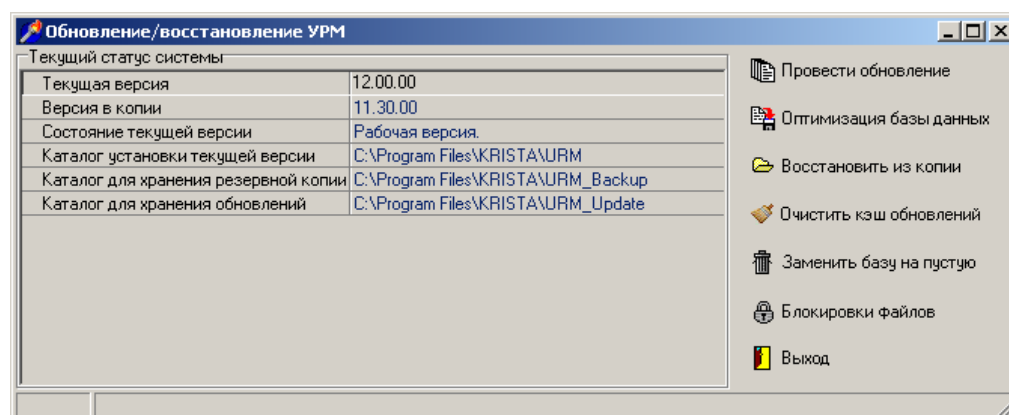 Обновление/восстановление УРМ
Текущий статус системы
Текущая версия 12.00.00
Версия в копии 11.30.00
Состояние текущей версии Рабочая версия.
Каталог установки текущей версии C:\Program Files\KRISTA\URM
Каталог для хранения резервной копии C:\Program Files\KRISTA\URM_Backup
Каталог для хранения обновлений C:\Program Files\KRISTA\URM_Update
Провести обновление
Оптимизация базы данных
Восстановить из копии
Очистить кэш обновлений
Заменить базу на пустую
Блокировки файлов
Выход